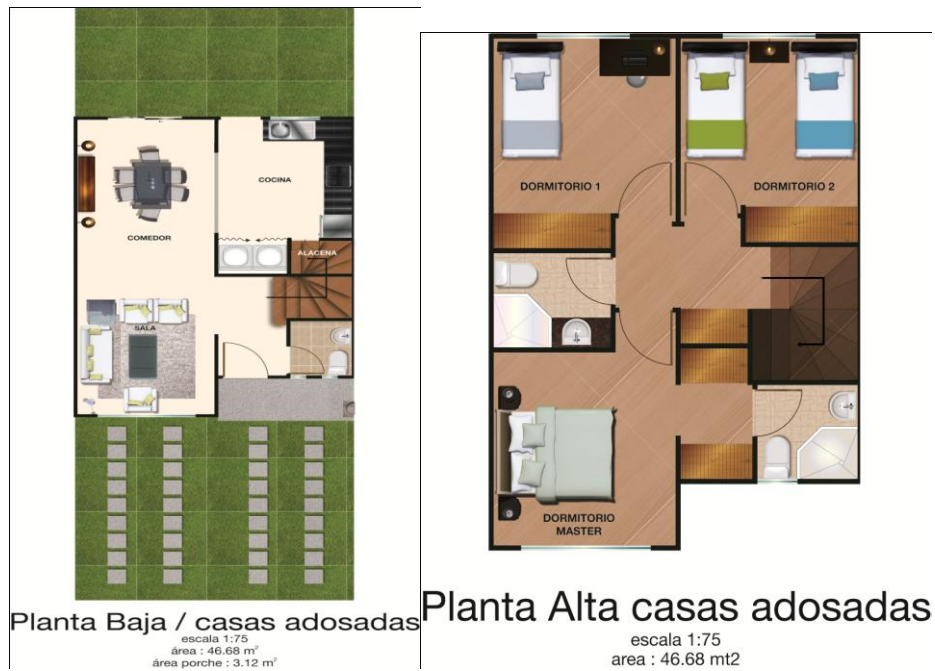 COCINA
COMEDOR
ALACENA
SALA
Planta Baja / casas adosadas
escala 1:75
área: 46.68 m²
área porche : 3.12 m²
DORMITORIO 1
DORMITORIO 2
DORMITORIO
MASTER
Planta Alta casas adosadas
escala 1:75
area : 46.68 mt2